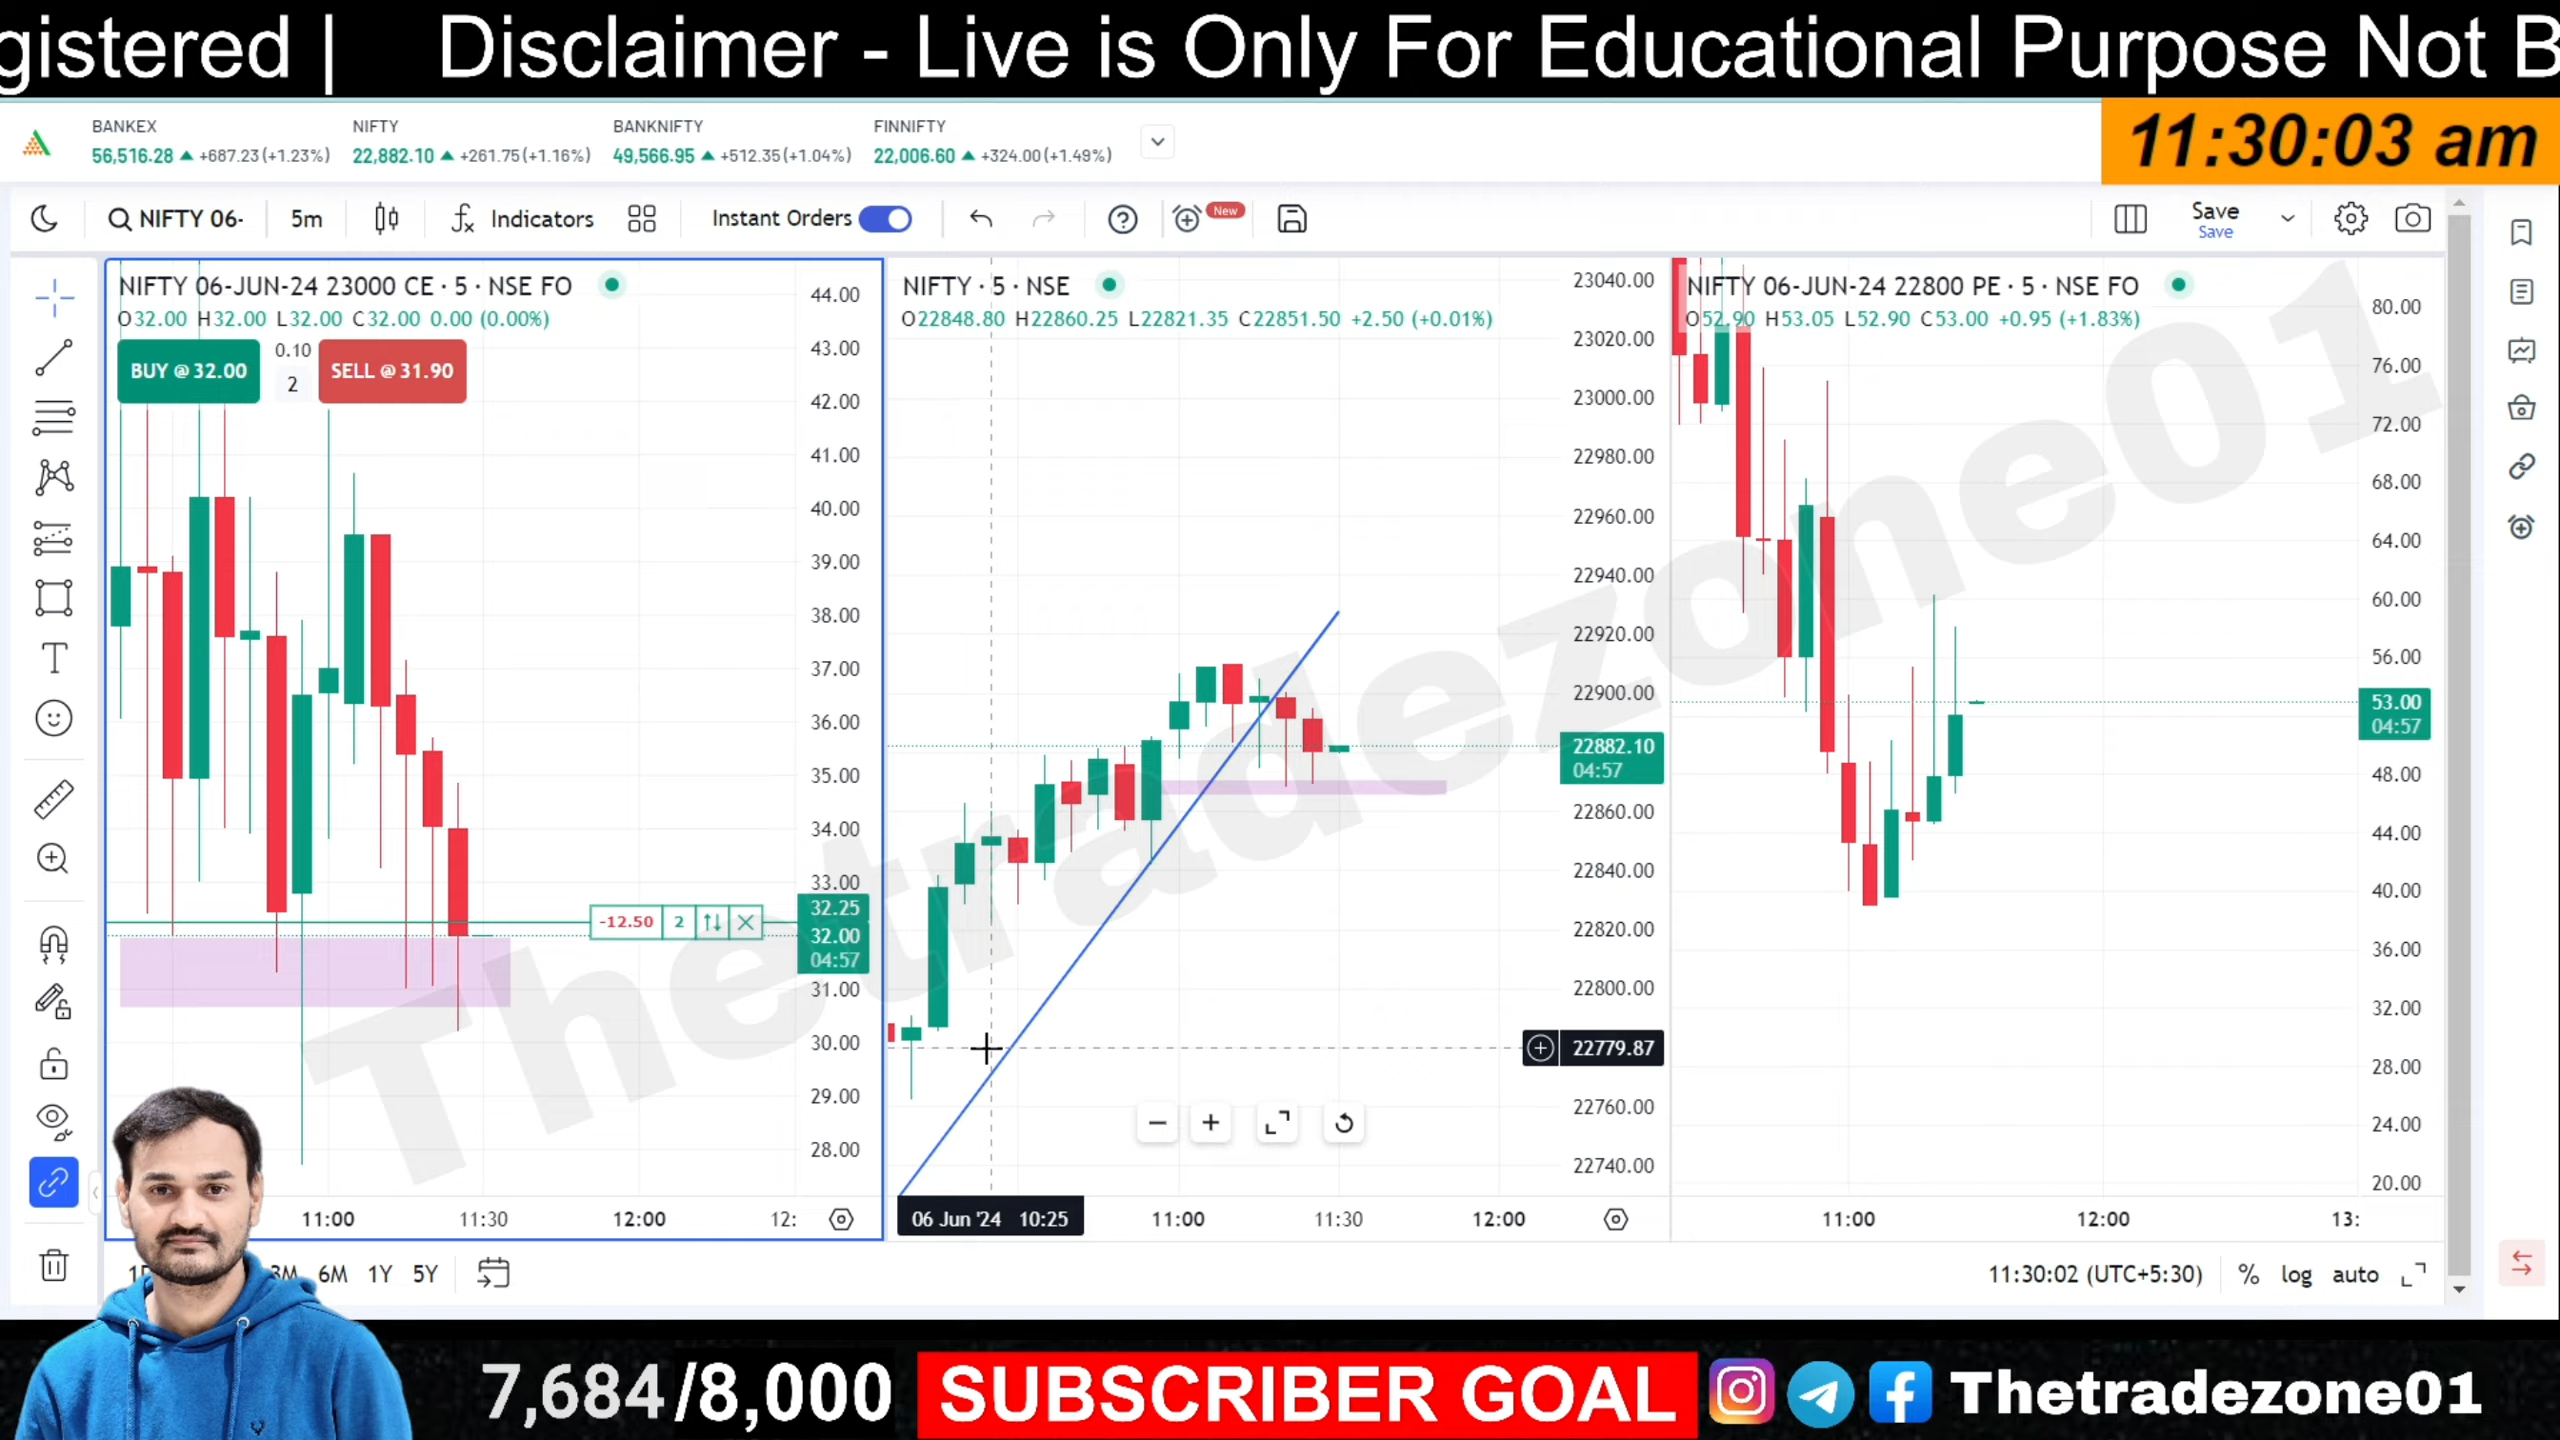 gistered |    Disclaimer - Live is Only For Educational Purpose Not B
BANKEX NIFTY BANKNIFTY FINNIFTY
56,516.28 ▲ +687.23(+1.23%) 22,882.10 ▲ +261.75(+1.16%) 49,566.95 ▲ +512.35(+1.04%) 22,006.60 ▲ +324.00(+1.49%)
11:30:03 am
NIFTY 06- 5m Indicators Instant Orders New Save
Save
NIFTY 06-JUN-24 23000 CE · 5 · NSE FO
O32.00 H32.00 L32.00 C32.00 0.00 (0.00%)
BUY @ 32.00 0.10 SELL @ 31.90
2
44.00
43.00
42.00
41.00
40.00
39.00
38.00
37.00
36.00
35.00
34.00
33.00
32.25
-12.50 2
32.00
04:57
31.00
30.00
29.00
28.00
11:00 11:30 12:00 12:
NIFTY · 5 · NSE
O22848.80 H22860.25 L22821.35 C22851.50 +2.50 (+0.01%)
23040.00
23020.00
23000.00
22980.00
22960.00
22940.00
22920.00
22900.00
22882.10
04:57
22860.00
22840.00
22820.00
22800.00
22779.87
22760.00
22740.00
06 Jun '24 10:25 11:00 11:30 12:00
NIFTY 06-JUN-24 22800 PE · 5 · NSE FO
O52.90 H53.05 L52.90 C53.00 +0.95 (+1.83%)
80.00
76.00
72.00
68.00
64.00
60.00
56.00
53.00
04:57
48.00
44.00
40.00
36.00
32.00
28.00
24.00
20.00
11:00 12:00 13:
Thetradezone01
3M 6M 1Y 5Y 11:30:02 (UTC+5:30) % log auto
7,684/8,000 SUBSCRIBER GOAL Thetradezone01